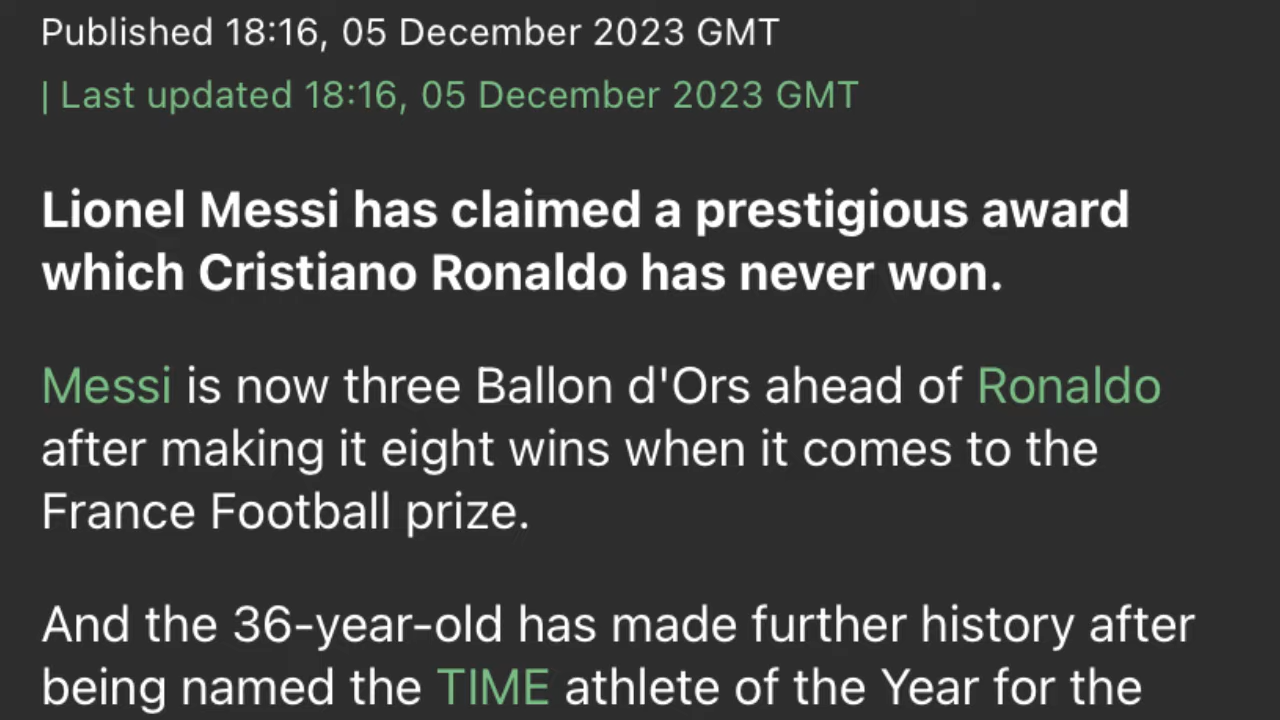 Published 18:16, 05 December 2023 GMT
| Last updated 18:16, 05 December 2023 GMT
Lionel Messi has claimed a prestigious award
which Cristiano Ronaldo has never won.
Messi is now three Ballon d'Ors ahead of Ronaldo
after making it eight wins when it comes to the
France Football prize.
And the 36-year-old has made further history after
being named the TIME athlete of the Year for the